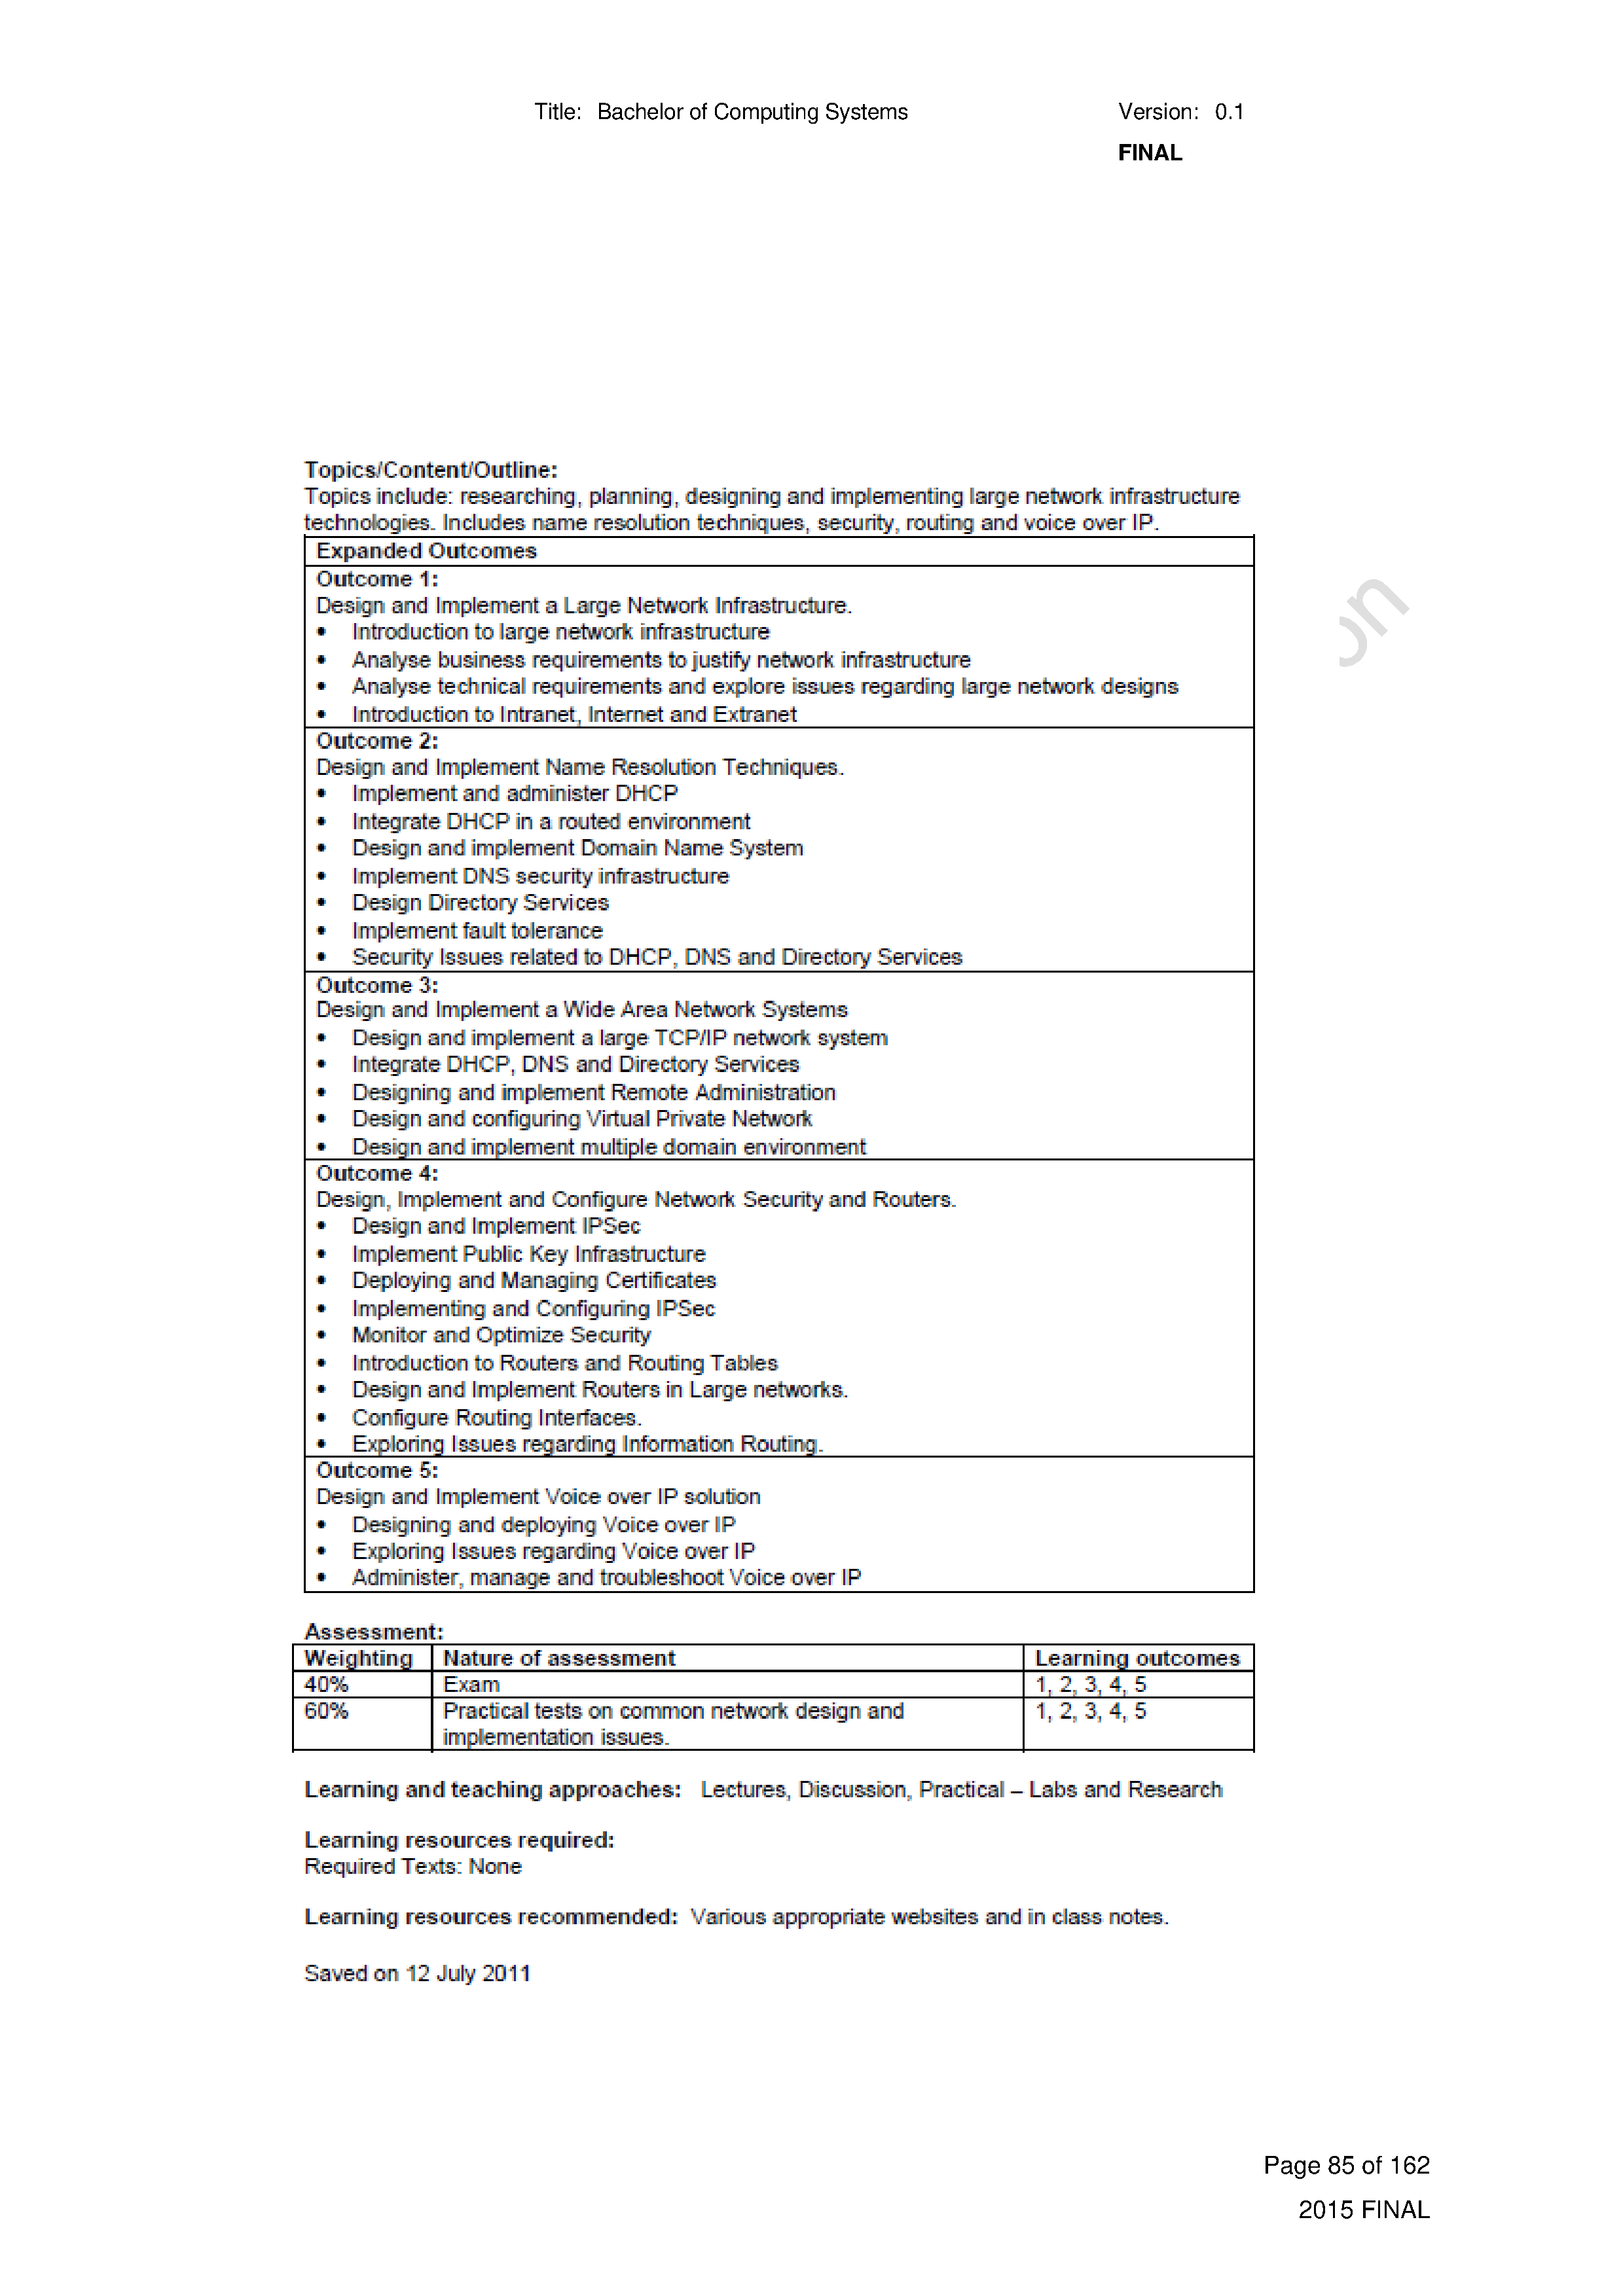 Title: Bachelor of Computing Systems Version: 0.1
FINAL
Topics/Content/Outline:
Topics include: researching, planning, designing and implementing large network infrastructure
technologies. Includes name resolution techniques, security, routing and voice over IP.
Expanded Outcomes
Outcome 1:
Design and Implement a Large Network Infrastructure.
• Introduction to large network infrastructure
• Analyse business requirements to justify network infrastructure
• Analyse technical requirements and explore issues regarding large network designs
• Introduction to Intranet, Internet and Extranet
Outcome 2:
Design and Implement Name Resolution Techniques.
• Implement and administer DHCP
• Integrate DHCP in a routed environment
• Design and implement Domain Name System
• Implement DNS security infrastructure
• Design Directory Services
• Implement fault tolerance
• Security Issues related to DHCP, DNS and Directory Services
Outcome 3:
Design and Implement a Wide Area Network Systems
• Design and implement a large TCP/IP network system
• Integrate DHCP, DNS and Directory Services
• Designing and implement Remote Administration
• Design and configuring Virtual Private Network
• Design and implement multiple domain environment
Outcome 4:
Design, Implement and Configure Network Security and Routers.
• Design and Implement IPSec
• Implement Public Key Infrastructure
• Deploying and Managing Certificates
• Implementing and Configuring IPSec
• Monitor and Optimize Security
• Introduction to Routers and Routing Tables
• Design and Implement Routers in Large networks.
• Configure Routing Interfaces.
• Exploring Issues regarding Information Routing.
Outcome 5:
Design and Implement Voice over IP solution
• Designing and deploying Voice over IP
• Exploring Issues regarding Voice over IP
• Administer, manage and troubleshoot Voice over IP
Assessment:
Weighting Nature of assessment Learning outcomes
40% Exam 1, 2, 3, 4, 5
60% Practical tests on common network design and 1, 2, 3, 4, 5
implementation issues.
Learning and teaching approaches: Lectures, Discussion, Practical – Labs and Research
Learning resources required:
Required Texts: None
Learning resources recommended: Various appropriate websites and in class notes.
Saved on 12 July 2011
Page 85 of 162
2015 FINAL